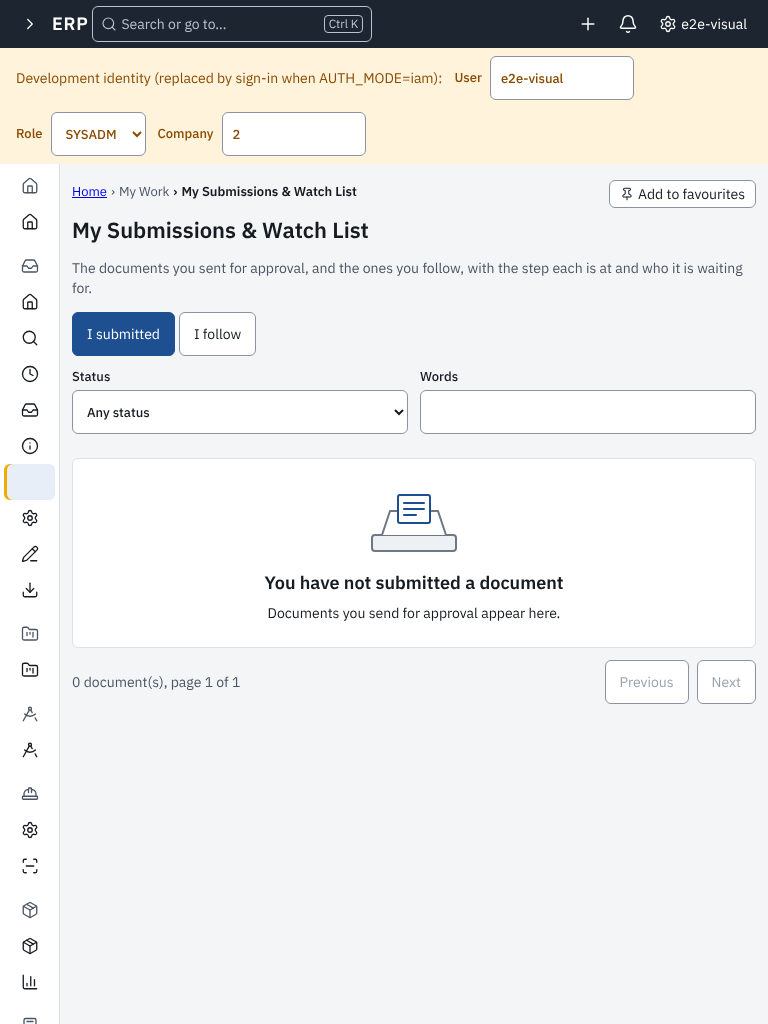 ERP
Search or go to...
Ctrl K
e2e-visual
Development identity (replaced by sign-in when AUTH_MODE=iam):
User
e2e-visual
Role
SYSADM
Company
2
Home › My Work › My Submissions & Watch List
Add to favourites
My Submissions & Watch List
The documents you sent for approval, and the ones you follow, with the step each is at and who it is waiting
for.
I submitted
I follow
Status
Words
Any status
You have not submitted a document
Documents you send for approval appear here.
0 document(s), page 1 of 1
Previous
Next